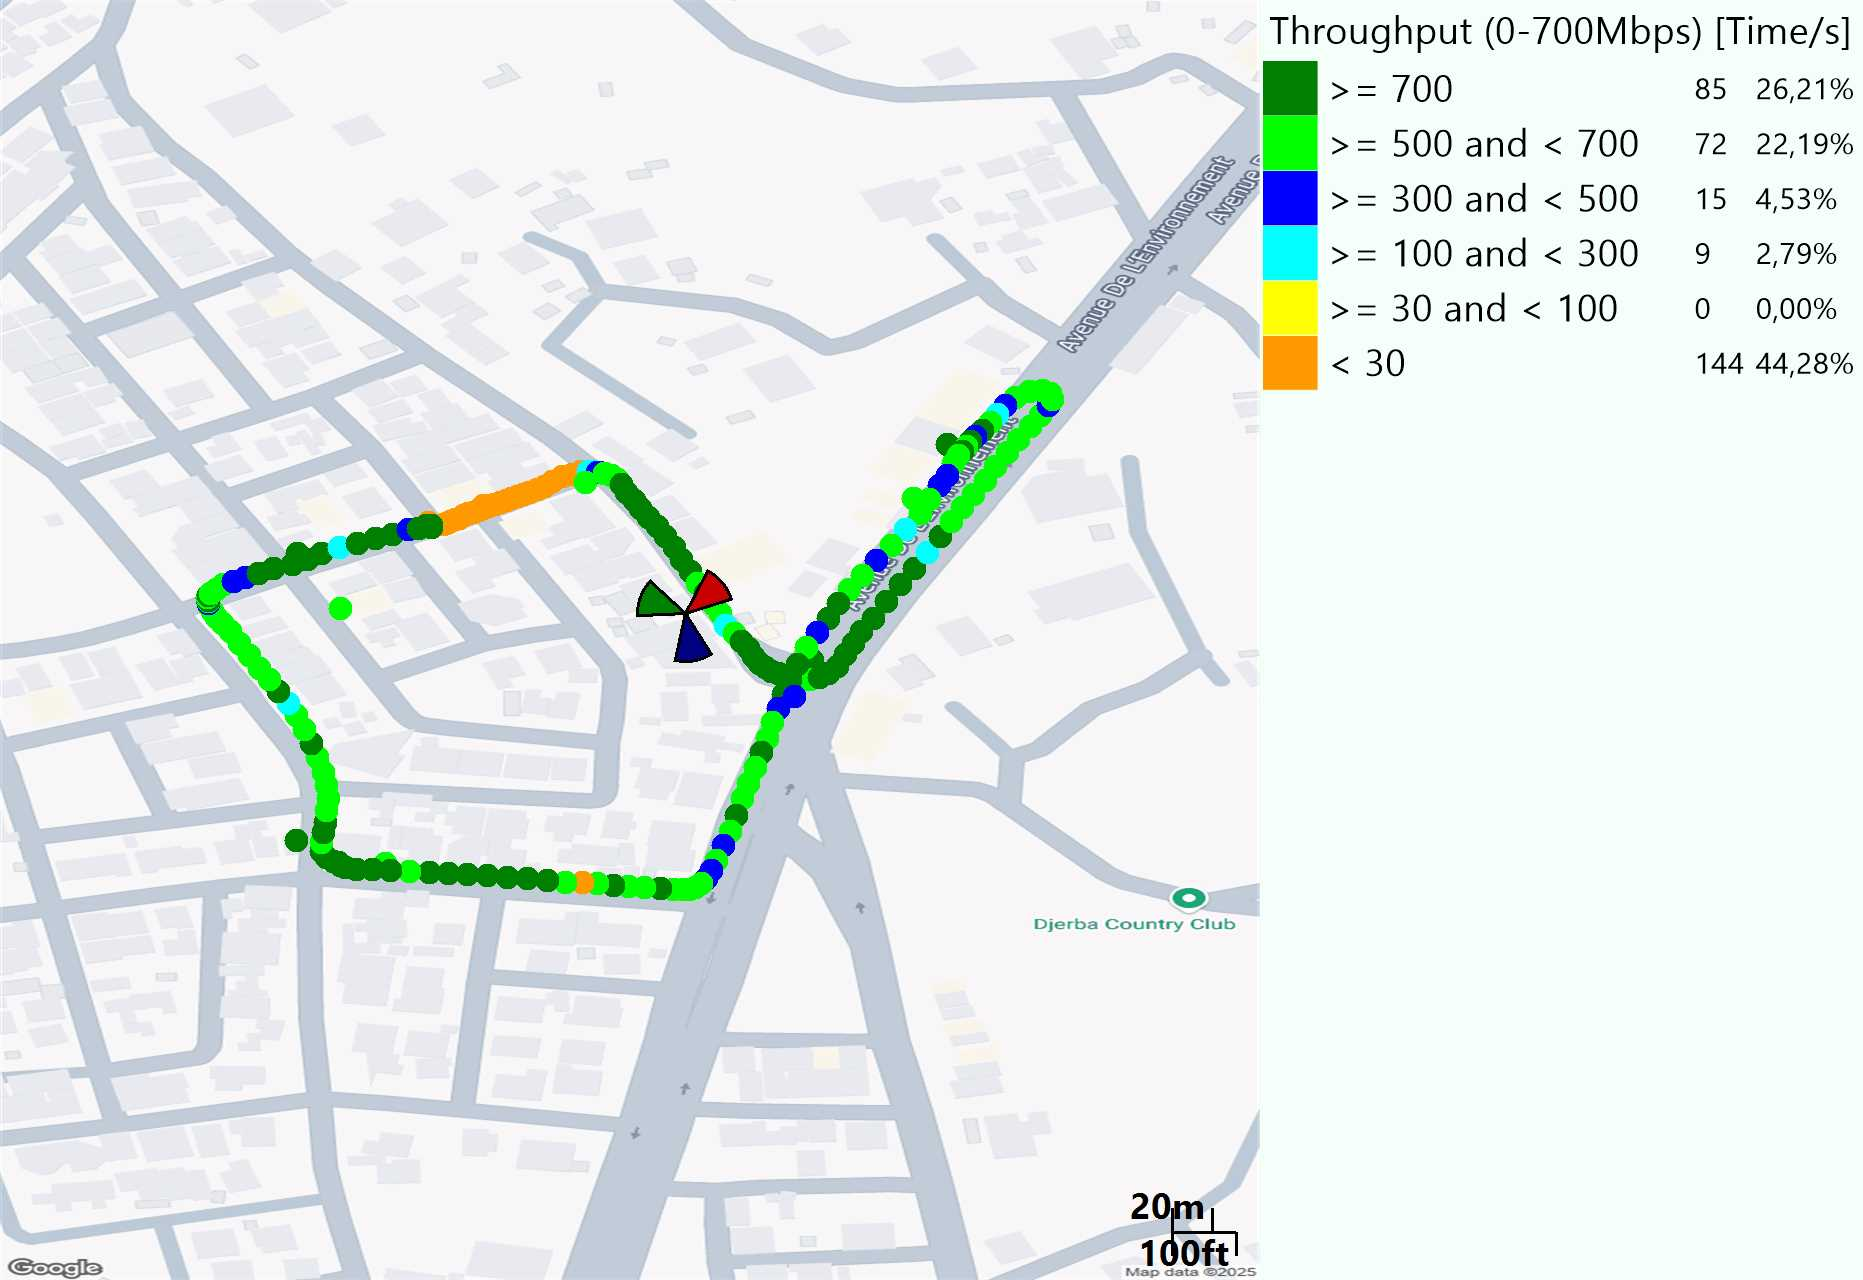 Throughput (0-700Mbps) [Time/s]
>= 700 85 26,21%
>= 500 and < 700 72 22,19%
>= 300 and < 500 15 4,53%
>= 100 and < 300 9 2,79%
>= 30 and < 100 0 0,00%
< 30 144 44,28%
Avenue De L'Environnement
Avenue
Avenue
Djerba Country Club
20m
100ft
Google
Map data ©2025